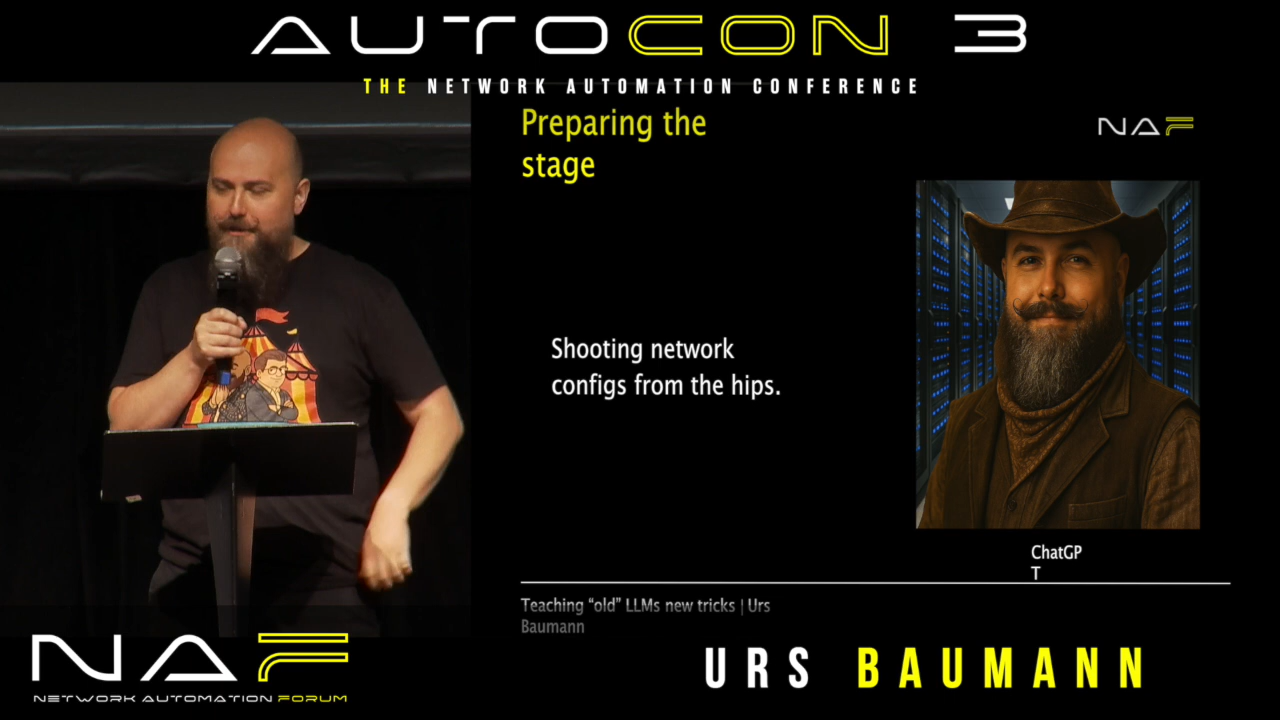 AUTOCON 3
THE NETWORK AUTOMATION CONFERENCE
Preparing the
stage
NAF
Shooting network
configs from the hips.
ChatGP
T
Teaching “old” LLMs new tricks | Urs
Baumann
NAF
NETWORK AUTOMATION FORUM
URS BAUMANN